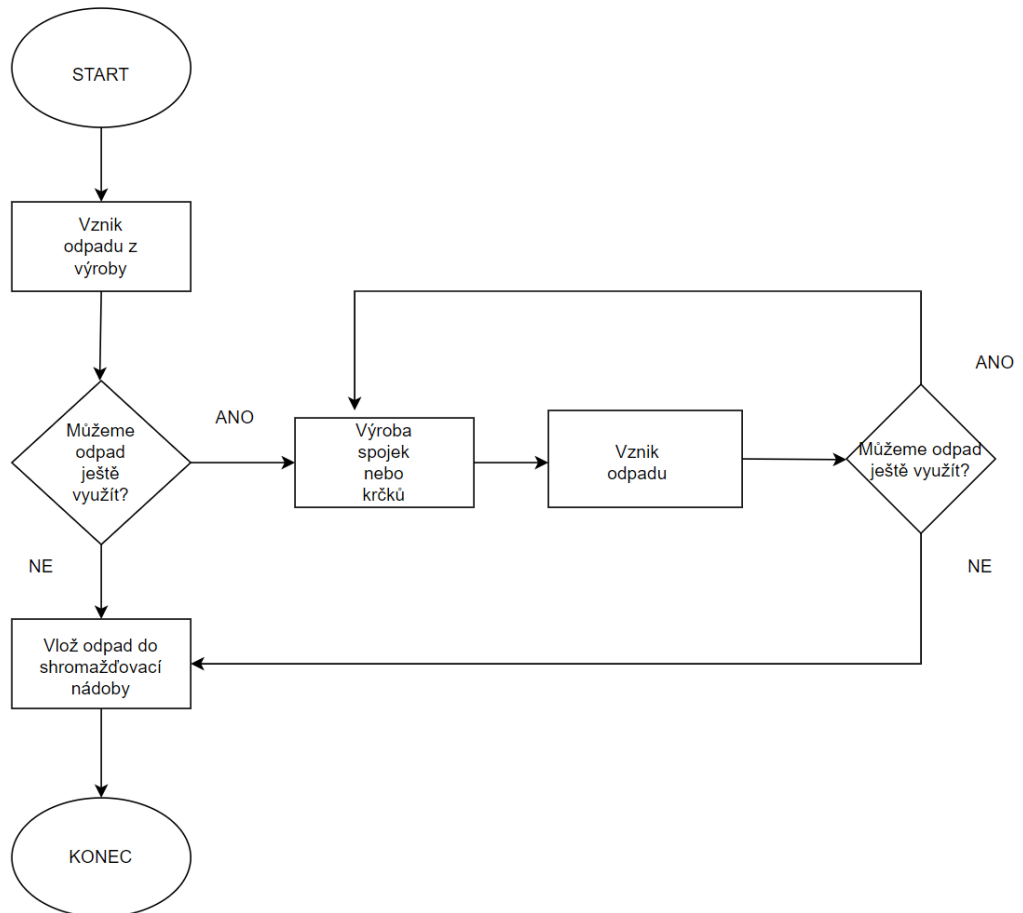 START
Vznik
odpadu z
výroby
Můžeme
odpad
ještě
využít?
ANO
Výroba
spojek
nebo
krčků
Vznik
odpadu
Můžeme odpad
ještě využít?
ANO
NE
NE
Vlož odpad do
shromažďovací
nádoby
KONEC